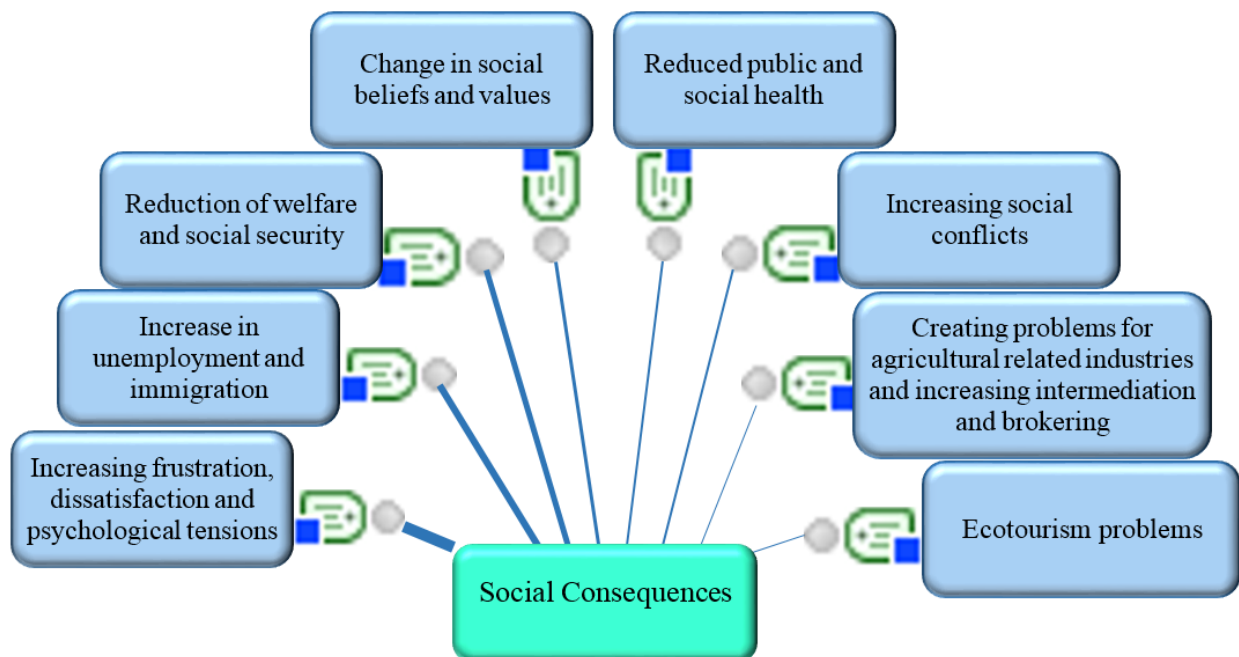 Change in social
beliefs and values
Reduced public and
social health
Reduction of welfare
and social security
Increasing social
conflicts
Increase in
unemployment and
immigration
Creating problems for
agricultural related industries
and increasing intermediation
and brokering
Increasing frustration,
dissatisfaction and
psychological tensions
Ecotourism problems
Social Consequences